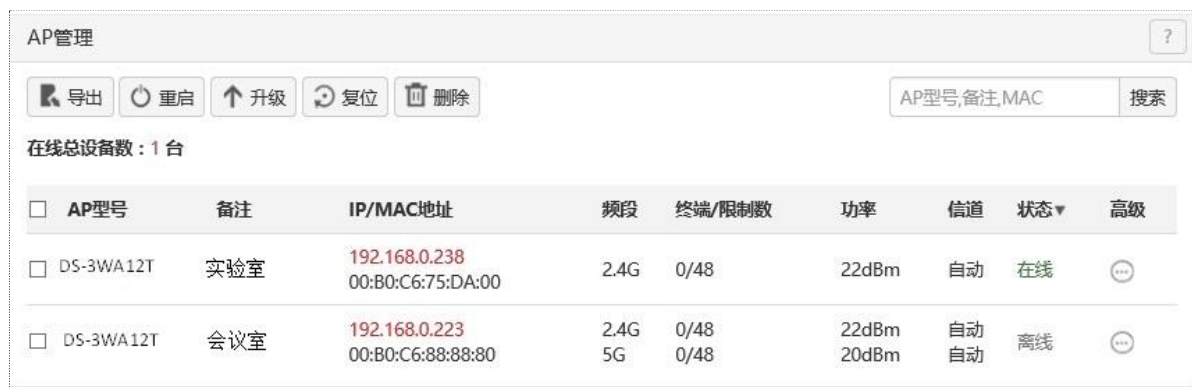 AP管理
?
导出 重启 升级 复位 删除 AP型号,备注,MAC 搜索
在线总设备数：1 台
AP型号 备注 IP/MAC地址 频段 终端/限制数 功率 信道 状态▼ 高级
DS-3WA12T 实验室 192.168.0.238 2.4G 0/48 22dBm 自动 在线
00:B0:C6:75:DA:00
DS-3WA12T 会议室 192.168.0.223 2.4G 0/48 22dBm 自动 离线
00:B0:C6:88:88:80 5G 0/48 20dBm 自动